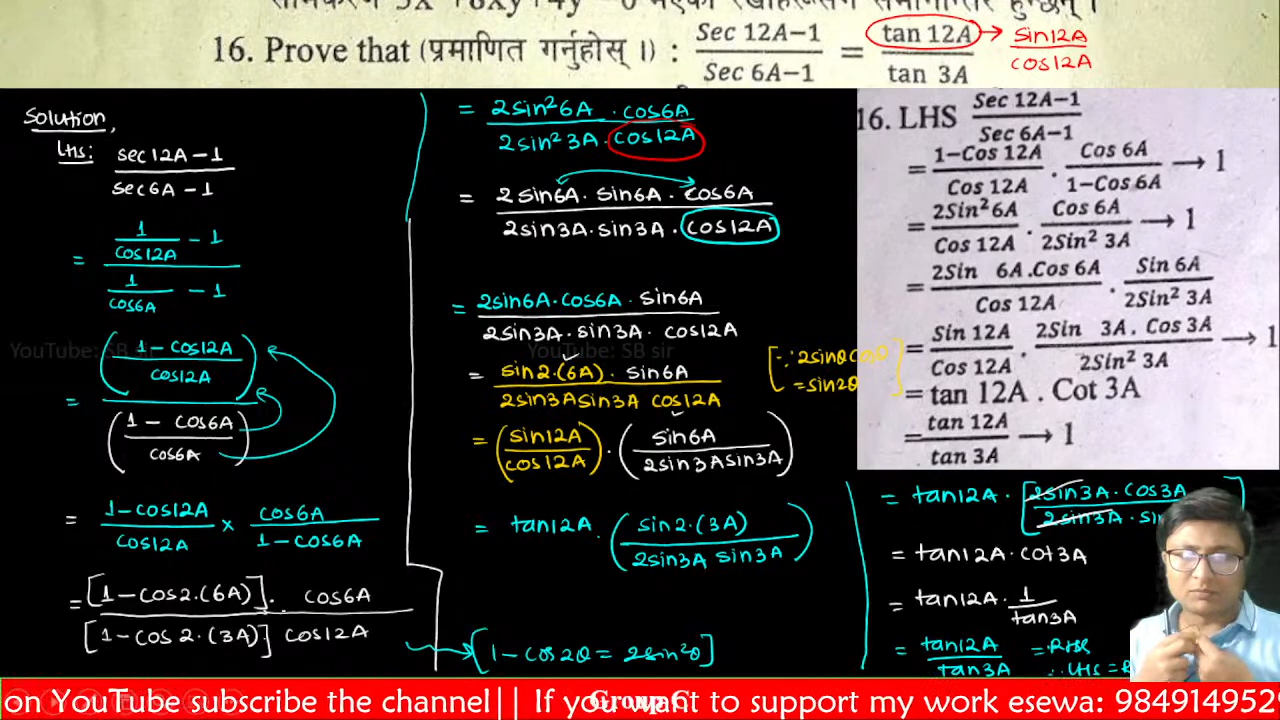 16. Prove that (प्रमाणित गर्नुहोस् ।) : Sec 12A-1 / Sec 6A-1 = tan 12A / tan 3A → sin12A / cos12A
Solution,
Lhs: sec12A-1 / sec6A-1
= (1/cos12A - 1) / (1/cos6A - 1)
= ((1-cos12A)/cos12A) / ((1-cos6A)/cos6A)
= 1-cos12A / cos12A × cos6A / 1-cos6A
= [1-cos2.(6A)]. cos6A / [1-cos2.(3A)] cos12A
→ [1-cos2θ = 2sin²θ]
= 2sin²6A . cos6A / 2sin²3A . cos12A
= 2sin6A. sin6A . cos6A / 2sin3A.sin3A. cos12A
= 2sin6A.cos6A . sin6A / 2sin3A.sin3A. cos12A
= sin2.(6A) . sin6A / 2sin3A sin3A cos12A
[∵ 2sinθcosθ
= sin2θ]
= (sin12A / cos12A) . (sin6A / 2sin3A sin3A)
= tan12A. (sin2.(3A) / 2sin3A sin3A)
16. LHS Sec 12A-1 / Sec 6A-1
= 1-Cos 12A / Cos 12A . Cos 6A / 1-Cos 6A → 1
= 2Sin²6A / Cos 12A . Cos 6A / 2Sin² 3A → 1
= 2Sin 6A.Cos 6A / Cos 12A . Sin 6A / 2Sin² 3A
= Sin 12A / Cos 12A . 2Sin 3A. Cos 3A / 2Sin² 3A → 1
= tan 12A . Cot 3A
= tan 12A / tan 3A → 1
= tan12A . [2sin3A . cos3A / 2sin3A .
= tan12A . cot3A
= tan12A . 1 / tan3A
= tan12A / tan3A = RHS
∴ LHS =
YouTube: SB sir
YouTube: SB sir
on YouTube subscribe the channel|| If you want to support my work esewa: 984914952
Group C